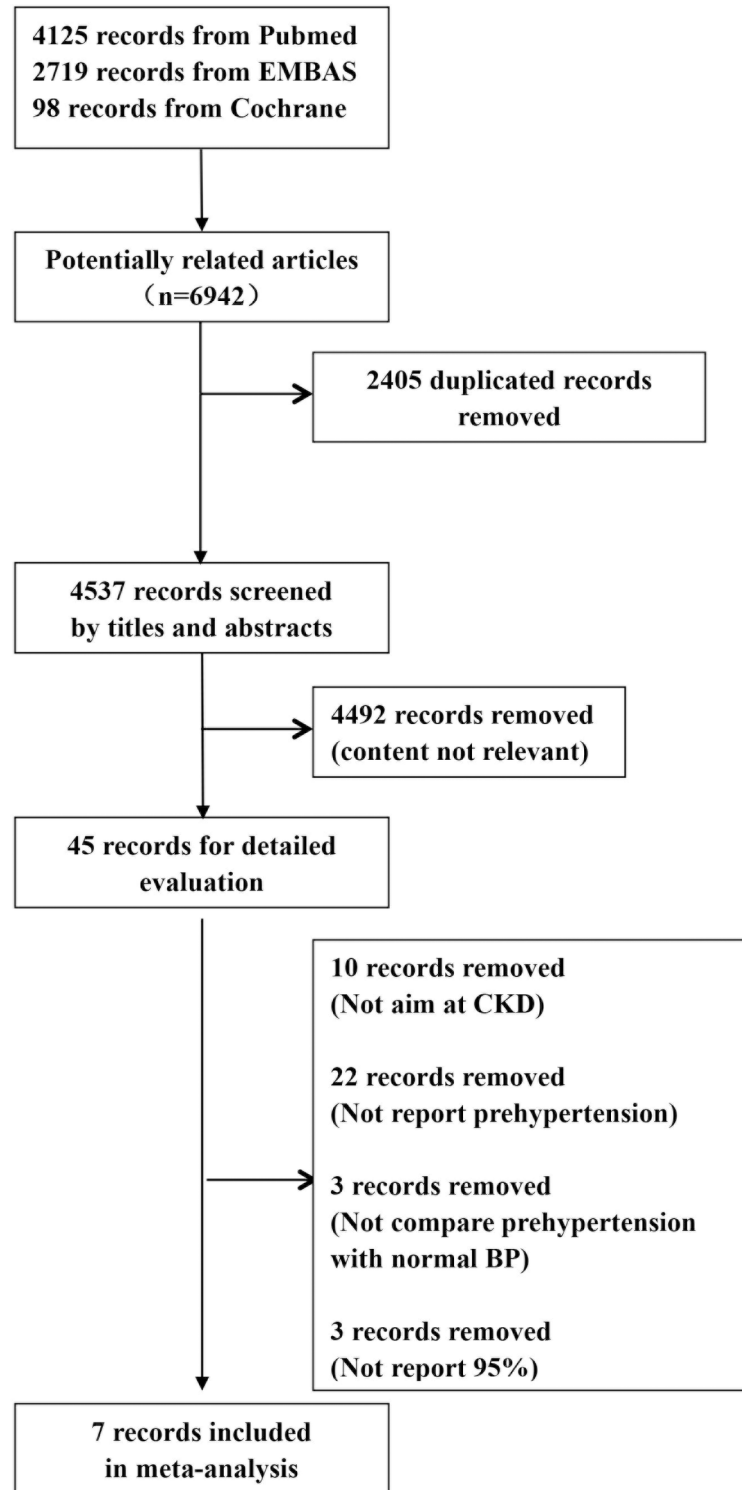 4125 records from Pubmed
2719 records from EMBAS
98 records from Cochrane
Potentially related articles
（n=6942）
2405 duplicated records
removed
4537 records screened
by titles and abstracts
4492 records removed
(content not relevant)
45 records for detailed
evaluation
10 records removed
(Not aim at CKD)
22 records removed
(Not report prehypertension)
3 records removed
(Not compare prehypertension
with normal BP)
3 records removed
(Not report 95%)
7 records included
in meta-analysis